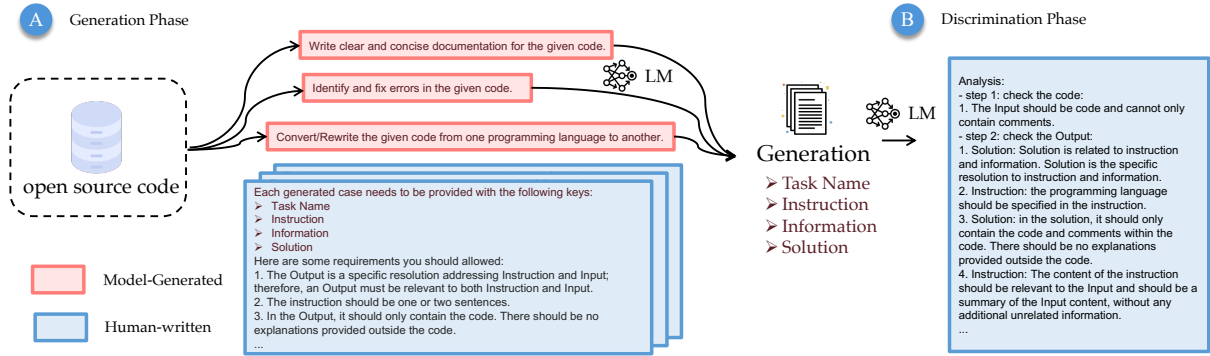 A
Generation Phase
Write clear and concise documentation for the given code.
LM
Identify and fix errors in the given code.
Convert/Rewrite the given code from one programming language to another.
open source code
Each generated case needs to be provided with the following keys:
➢ Task Name
➢ Instruction
➢ Information
➢ Solution
Here are some requirements you should allowed:
1. The Output is a specific resolution addressing Instruction and Input;
therefore, an Output must be relevant to both Instruction and Input.
2. The instruction should be one or two sentences.
3. In the Output, it should only contain the code. There should be no
explanations provided outside the code.
...
Model-Generated
Human-written
Generation
➢ Task Name
➢ Instruction
➢ Information
➢ Solution
LM
B
Discrimination Phase
Analysis:
- step 1: check the code:
1. The Input should be code and cannot only
contain comments.
- step 2: check the Output:
1. Solution: Solution is related to instruction
and information. Solution is the specific
resolution to instruction and information.
2. Instruction: the programming language
should be specified in the instruction.
3. Solution: in the solution, it should only
contain the code and comments within the
code. There should be no explanations
provided outside the code.
4. Instruction: The content of the instruction
should be relevant to the Input and should be a
summary of the Input content, without any
additional unrelated information.
...